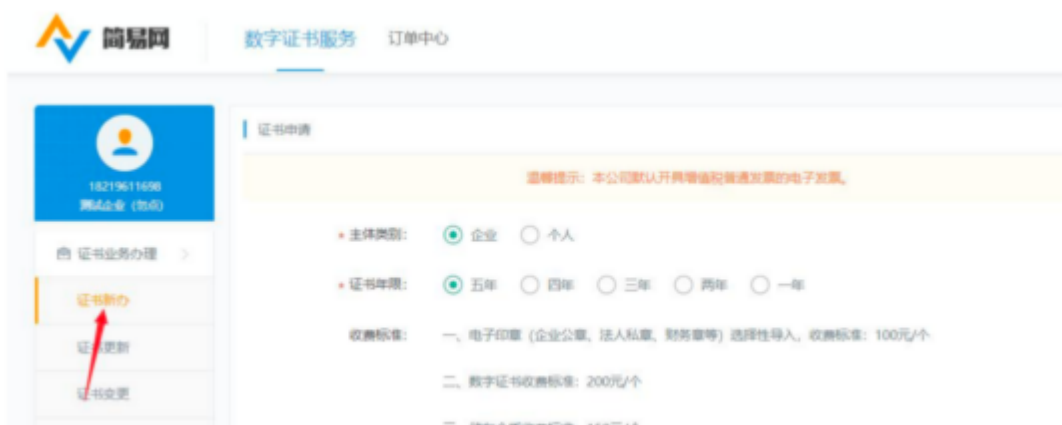 简易网
数字证书服务 订单中心
18219611698
测试企业（勿点）
证书业务办理
证书新办
证书更新
证书变更
证书申请
温馨提示：本公司默认开具增值税普通发票的电子发票。
* 主体类别： 企业 个人
* 证书年限： 五年 四年 三年 两年 一年
收费标准： 一、电子印章（企业公章、法人私章、财务章等）选择性导入，收费标准：100元/个
二、数字证书收费标准：200元/个